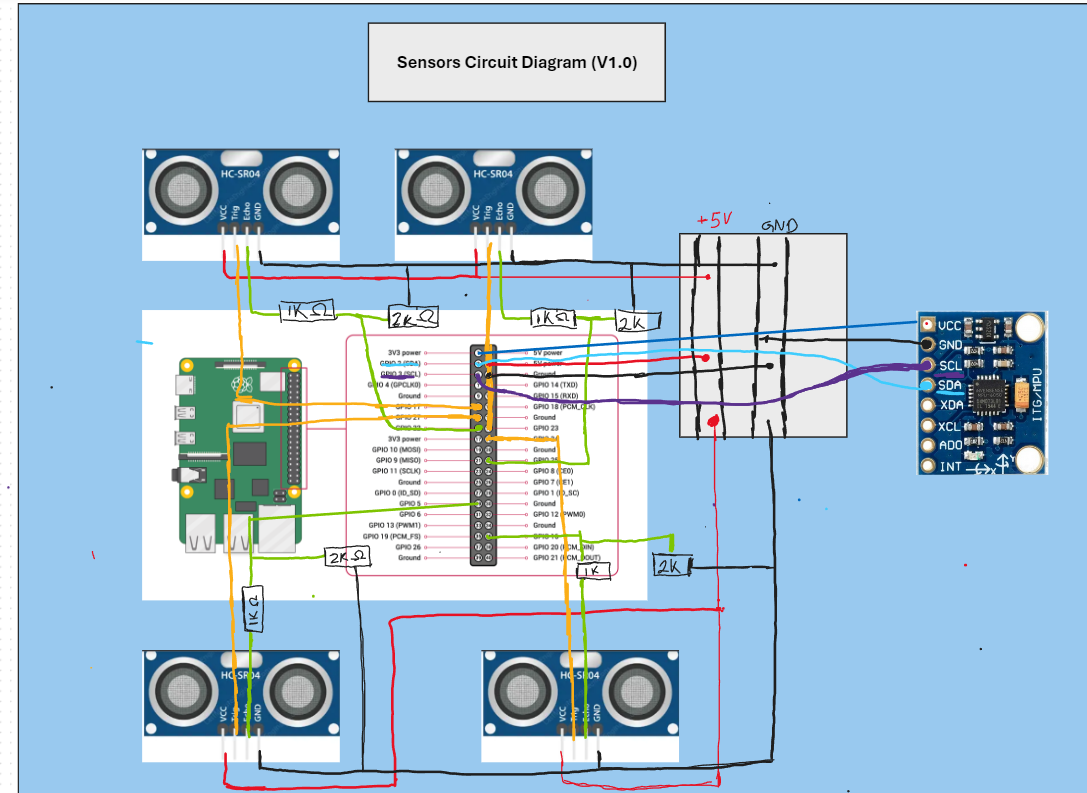 Sensors Circuit Diagram (V1.0)
HC-SR04
VCC
Trig
Echo
GND
HC-SR04
VCC
Trig
Echo
GND
+5V
GND
1K Ω
2K Ω
1K Ω
2K
3V3 power
5V power
GPIO 2 (SDA)
5V power
GPIO 3 (SCL)
Ground
GPIO 4 (GPCLK0)
GPIO 14 (TXD)
Ground
GPIO 15 (RXD)
GPIO 17
GPIO 18 (PCM_CLK)
GPIO 27
Ground
GPIO 22
GPIO 23
3V3 power
GPIO 24
GPIO 10 (MOSI)
Ground
GPIO 9 (MISO)
GPIO 25
GPIO 11 (SCLK)
GPIO 8 (CE0)
Ground
GPIO 7 (CE1)
GPIO 0 (ID_SD)
GPIO 1 (ID_SC)
GPIO 5
Ground
GPIO 6
GPIO 12 (PWM0)
GPIO 13 (PWM1)
Ground
GPIO 19 (PCM_FS)
GPIO 16
GPIO 26
GPIO 20 (PCM_DIN)
Ground
GPIO 21 (PCM_DOUT)
VCC
GND
SCL
SDA
XDA
XCL
ADO
INT
ITG/MPU
2K Ω
1K
2K
1K Ω
HC-SR04
VCC
Trig
Echo
GND
HC-SR04
VCC
Trig
Echo
GND